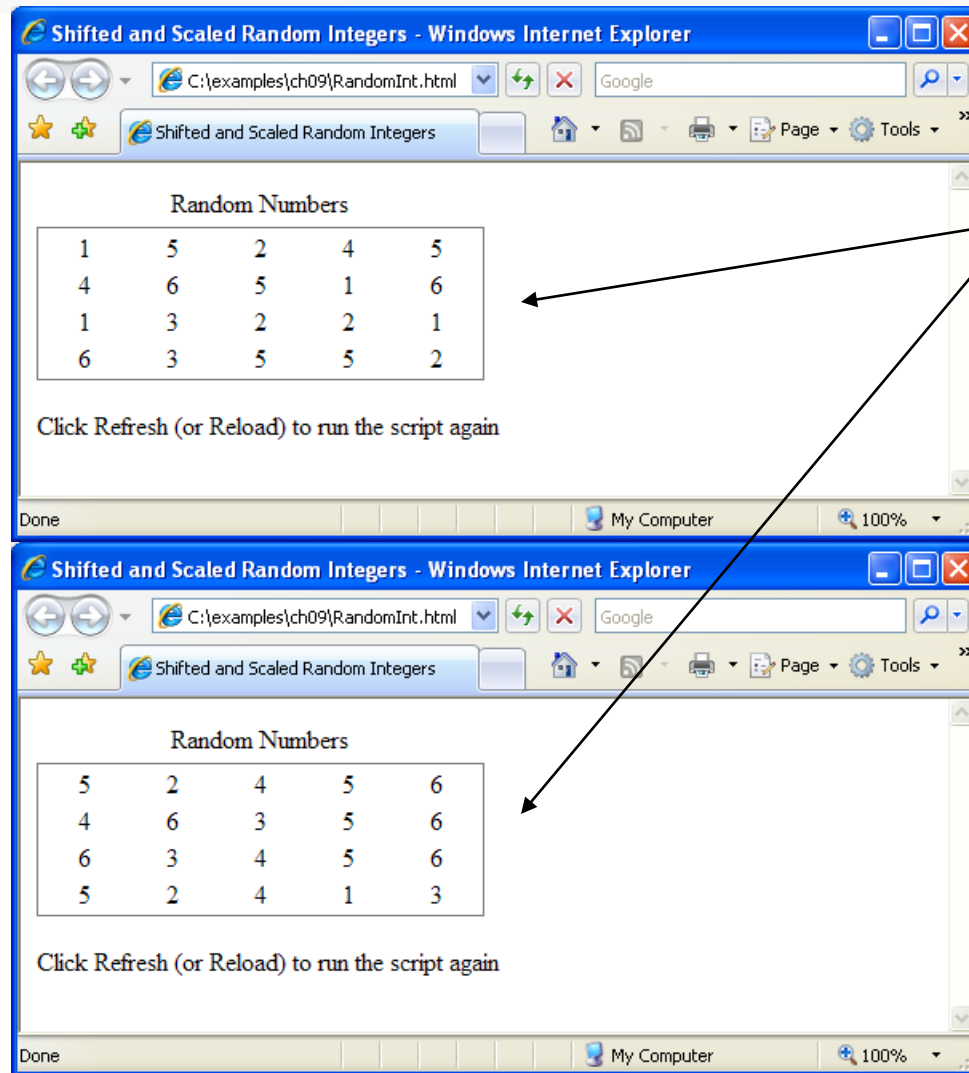 Shifted and Scaled Random Integers - Windows Internet Explorer
C:\examples\ch09\RandomInt.html Google
Shifted and Scaled Random Integers Page Tools »
Random Numbers
1 5 2 4 5
4 6 5 1 6
1 3 2 2 1
6 3 5 5 2
Click Refresh (or Reload) to run the script again
Done My Computer 100%
Shifted and Scaled Random Integers - Windows Internet Explorer
C:\examples\ch09\RandomInt.html Google
Shifted and Scaled Random Integers Page Tools »
Random Numbers
5 2 4 5 6
4 6 3 5 6
6 3 4 5 6
5 2 4 1 3
Click Refresh (or Reload) to run the script again
Done My Computer 100%